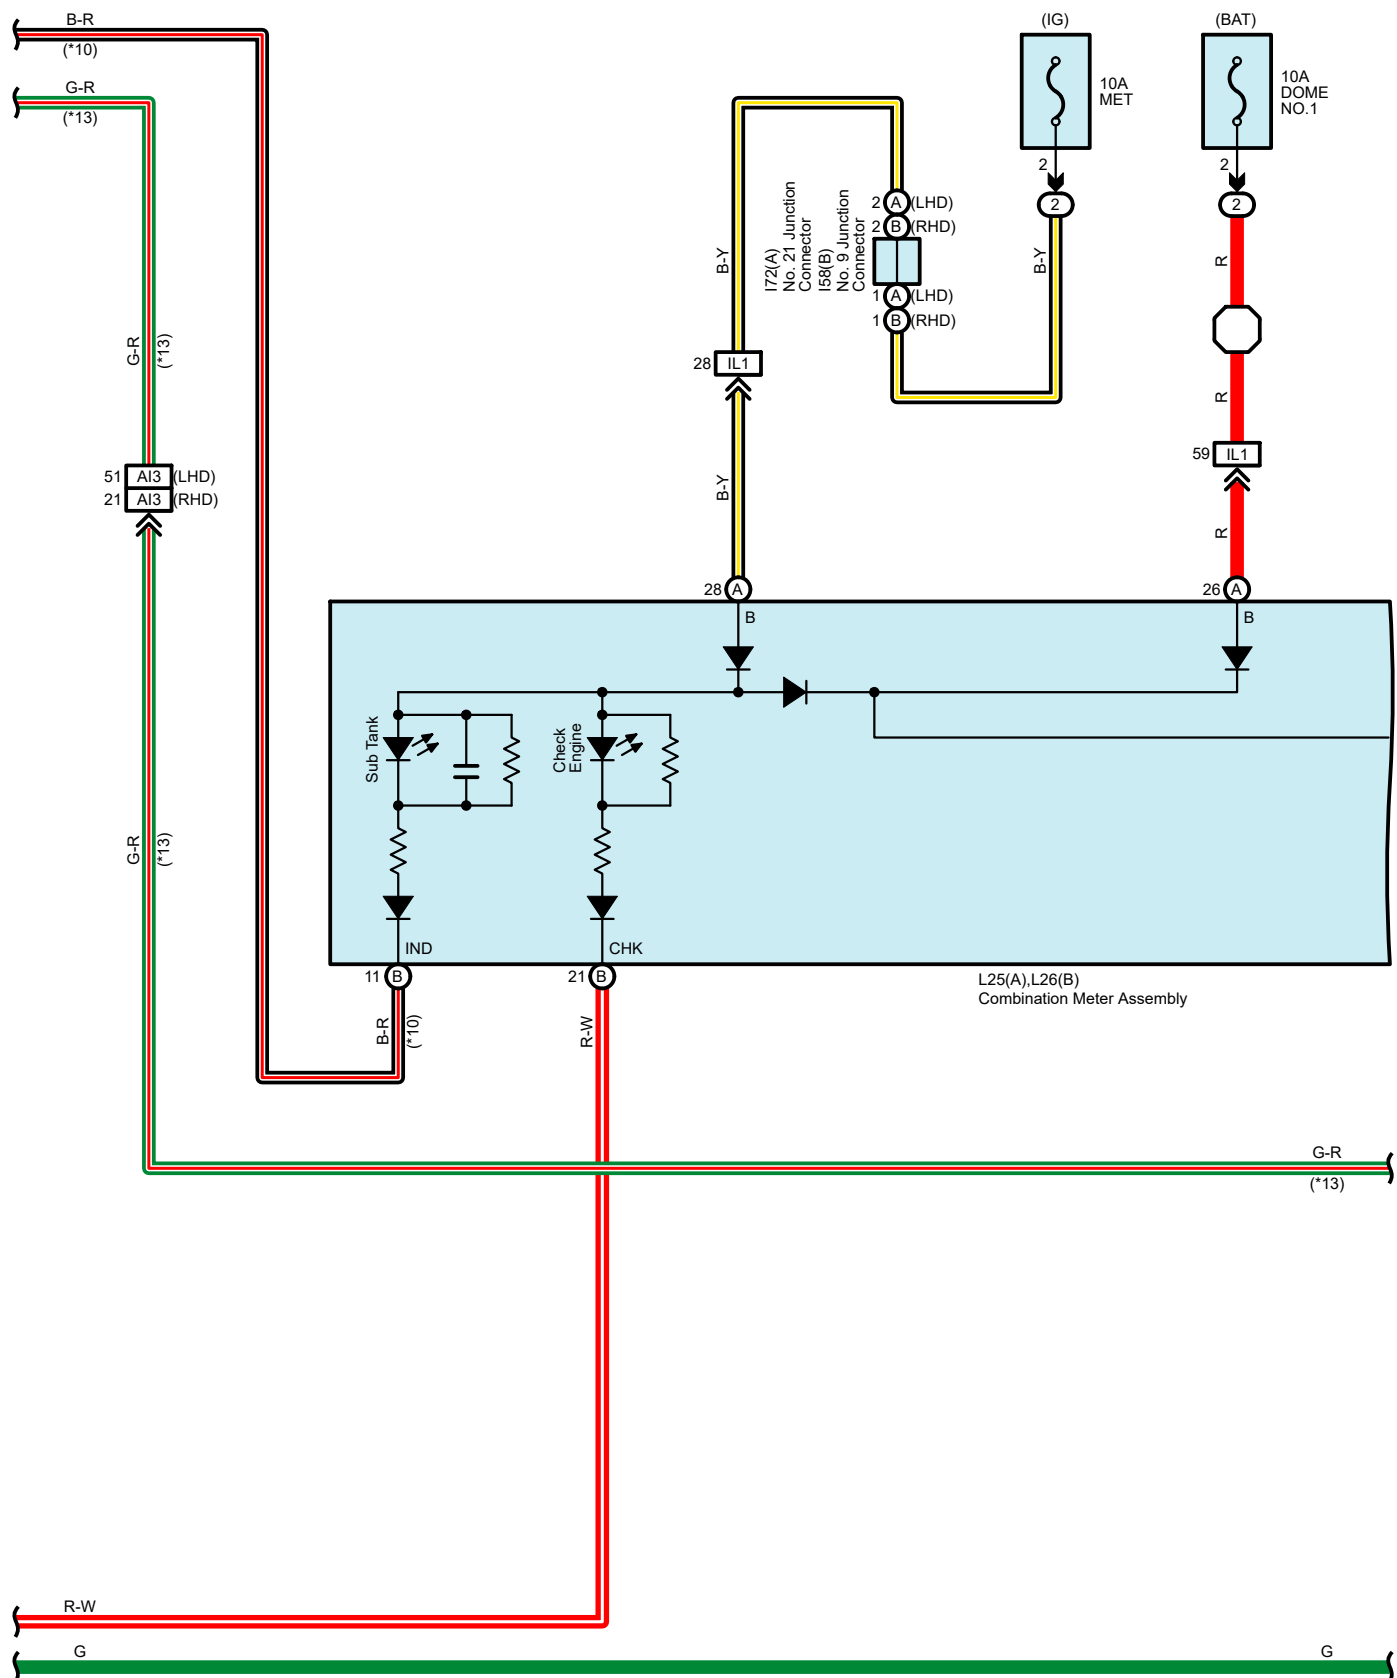 B-R
(*10)
(IG)
(BAT)
G-R
(*13)
10A
MET
10A
DOME
NO.1
2
2
2
2
I72(A)
No. 21 Junction
Connector
I58(B)
No. 9 Junction
Connector
2 A (LHD)
2 B (RHD)
1 A (LHD)
1 B (RHD)
B-Y
B-Y
R
G-R
(*13)
28 IL1
R
59 IL1
51 AI3 (LHD)
21 AI3 (RHD)
B-Y
R
28 A
26 A
B
B
Sub Tank
Check
Engine
G-R
(*13)
IND
CHK
11 B
21 B
L25(A),L26(B)
Combination Meter Assembly
B-R
(*10)
R-W
G-R
(*13)
R-W
G
G